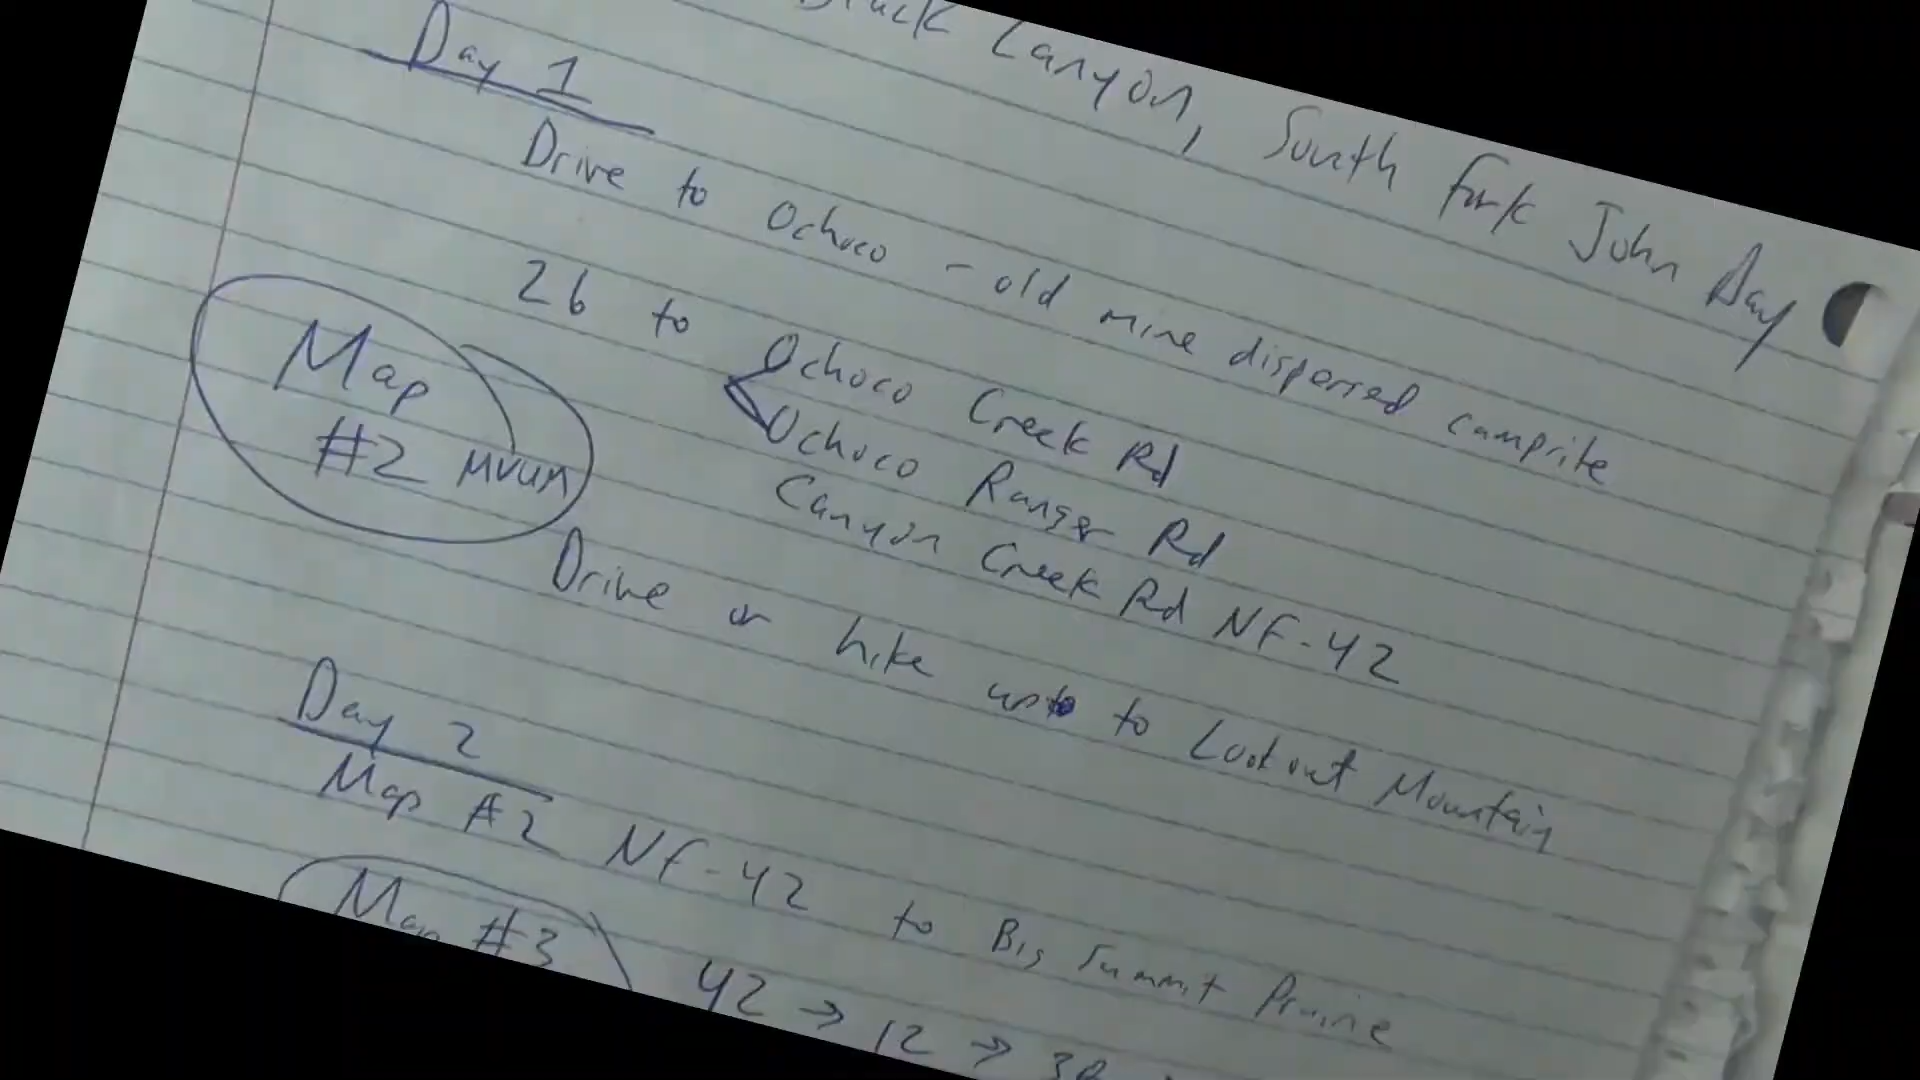 Black Canyon, South Fork John Day
Day 1
Drive to Ochoco - old mine dispersed campsite
26 to Ochoco Creek Rd
Ochoco Ranger Rd
Canyon Creek Rd NF-42
Map
#2 MVUM
Drive or hike up to Lookout Mountain
Day 2
Map #2 NF-42 to Big Summit Prairie
Map #3
42 → 12 →